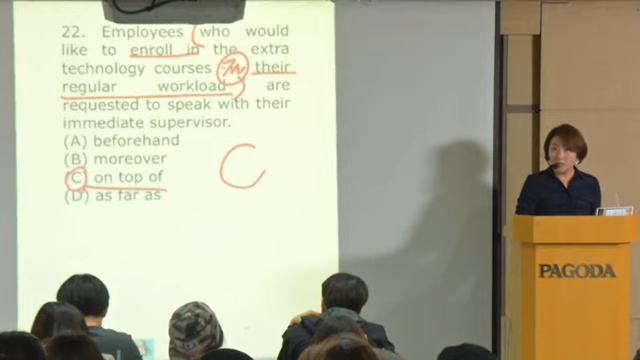 22. Employees who would
like to enroll in the extra
technology courses their
regular workload are
requested to speak with their
immediate supervisor.
(A) beforehand
(B) moreover
(C) on top of
(D) as far as
C
PAGODA